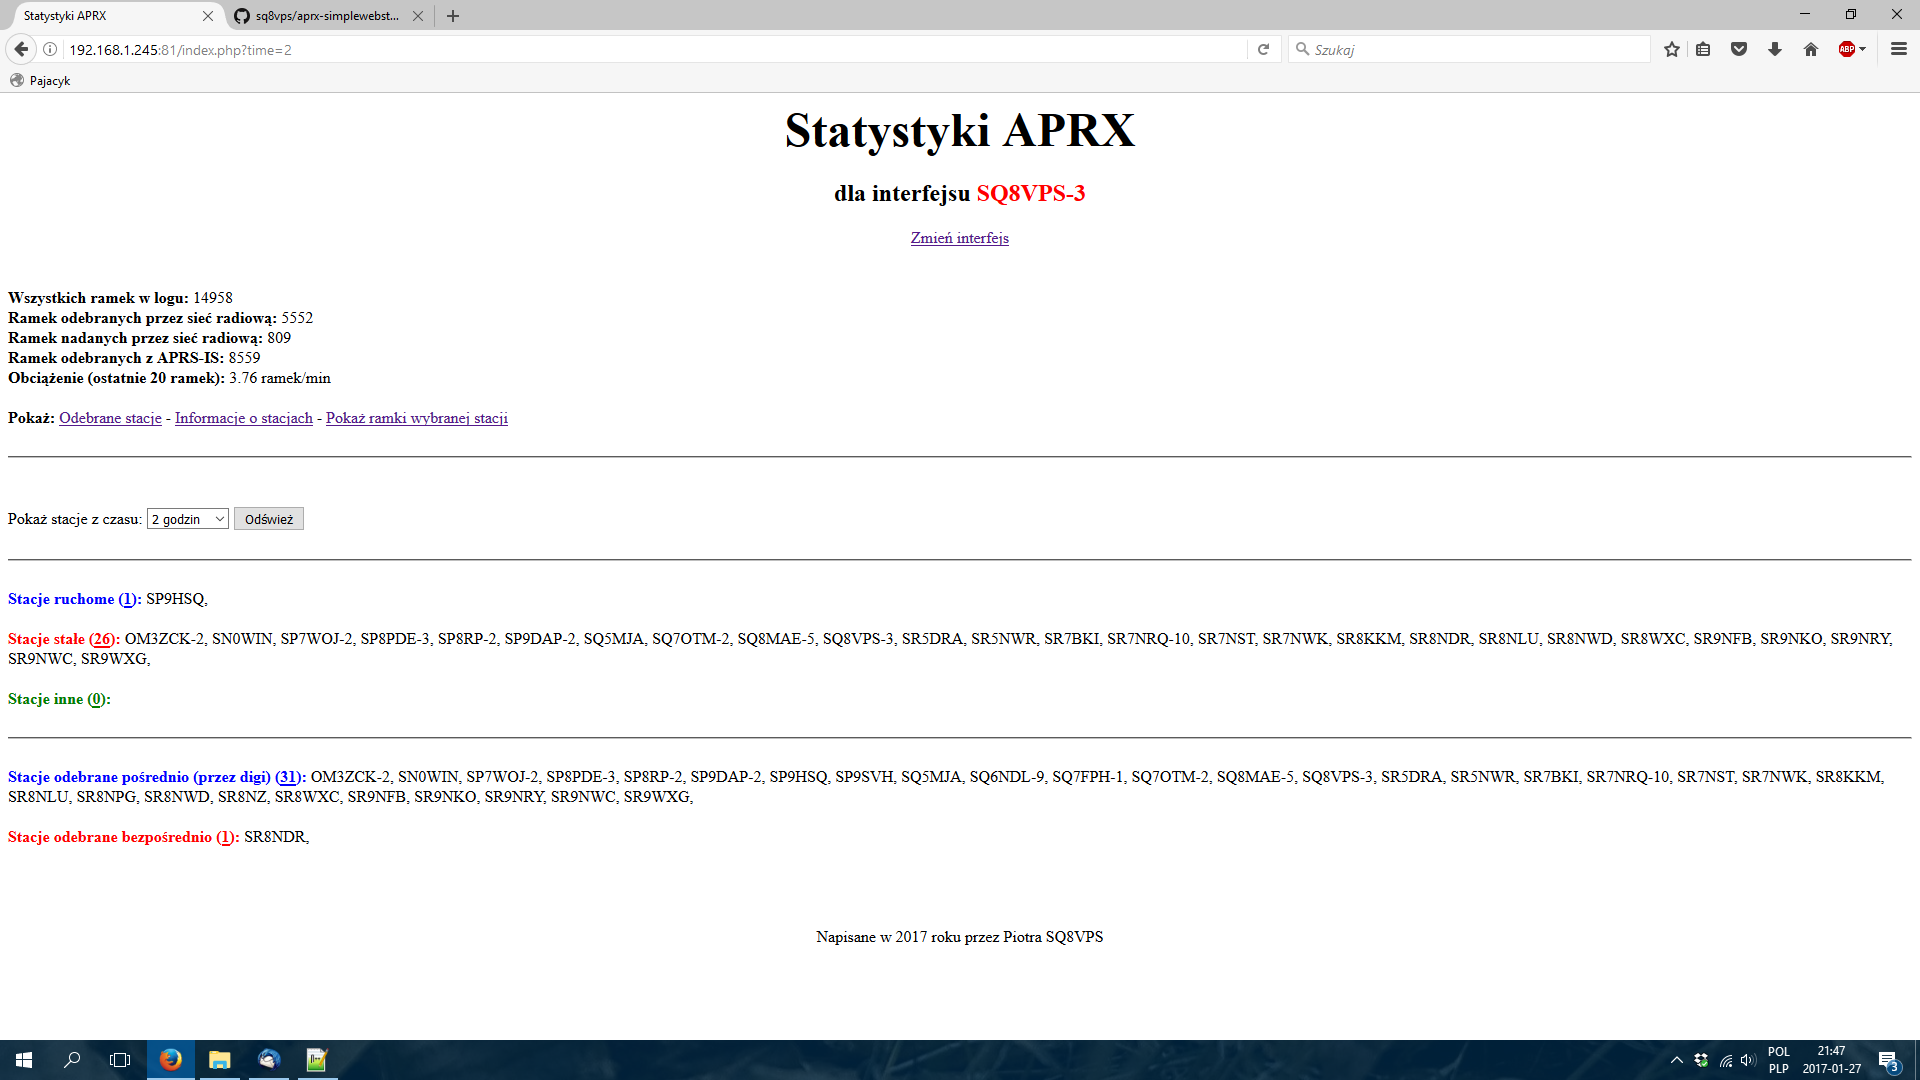 Statystyki APRX
sq8vps/aprx-simplewebst...
192.168.1.245:81/index.php?time=2
Szukaj
ABP
Pajacyk
Statystyki APRX
dla interfejsu SQ8VPS-3
Zmień interfejs
Wszystkich ramek w logu: 14958
Ramek odebranych przez sieć radiową: 5552
Ramek nadanych przez sieć radiową: 809
Ramek odebranych z APRS-IS: 8559
Obciążenie (ostatnie 20 ramek): 3.76 ramek/min
Pokaż: Odebrane stacje - Informacje o stacjach - Pokaż ramki wybranej stacji
Pokaż stacje z czasu: 2 godzin Odśwież
Stacje ruchome (1): SP9HSQ,
Stacje stałe (26): OM3ZCK-2, SN0WIN, SP7WOJ-2, SP8PDE-3, SP8RP-2, SP9DAP-2, SQ5MJA, SQ7OTM-2, SQ8MAE-5, SQ8VPS-3, SR5DRA, SR5NWR, SR7BKI, SR7NRQ-10, SR7NST, SR7NWK, SR8KKM, SR8NDR, SR8NLU, SR8NWD, SR8WXC, SR9NFB, SR9NKO, SR9NRY,
SR9NWC, SR9WXG,
Stacje inne (0):
Stacje odebrane pośrednio (przez digi) (31): OM3ZCK-2, SN0WIN, SP7WOJ-2, SP8PDE-3, SP8RP-2, SP9DAP-2, SP9HSQ, SP9SVH, SQ5MJA, SQ6NDL-9, SQ7FPH-1, SQ7OTM-2, SQ8MAE-5, SQ8VPS-3, SR5DRA, SR5NWR, SR7BKI, SR7NRQ-10, SR7NST, SR7NWK, SR8KKM,
SR8NLU, SR8NPG, SR8NWD, SR8NZ, SR8WXC, SR9NFB, SR9NKO, SR9NRY, SR9NWC, SR9WXG,
Stacje odebrane bezpośrednio (1): SR8NDR,
Napisane w 2017 roku przez Piotra SQ8VPS
POL 21:47
PLP 2017-01-27
3